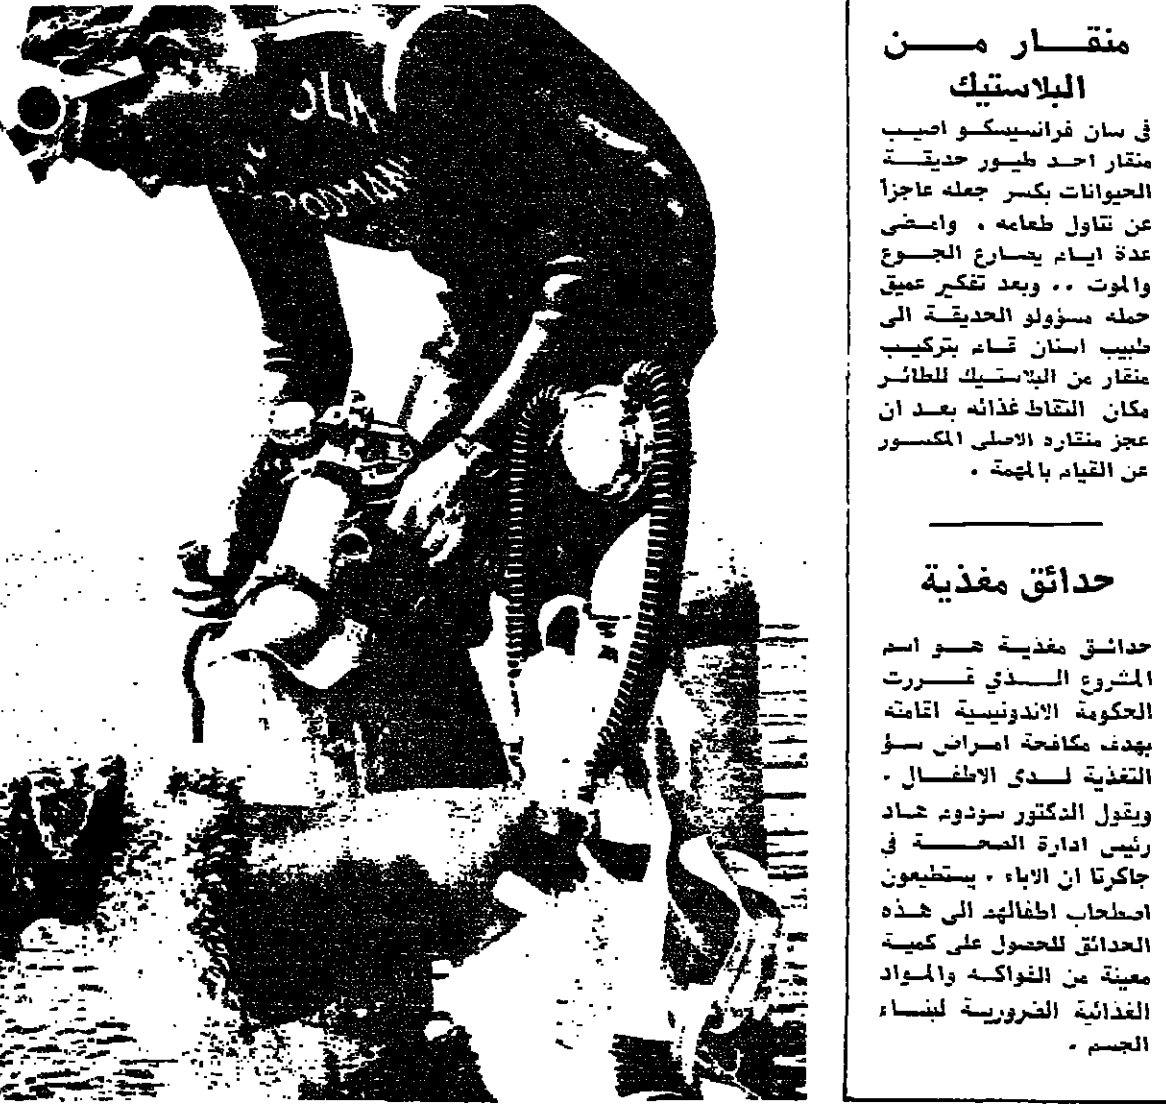 منقار من
البلاستيك
في سان فرانسيسكو اصيب
منقار احد طيور حديقة
الحيوانات بكسر جعله عاجزاً
عن تناول طعامه . وامضى
عدة ايام يصارع الجوع
والموت .. وبعد تفكير عميق
حمله مسؤولو الحديقة الى
طبيب اسنان قام بتركيب
منقار من البلاستيك للطائر
مكان التقاط غذائه بعد ان
عجز منقاره الاصلى المكسور
عن القيام بالمهمة .
حدائق مغذية
حدائق مغذية هو اسم
المشروع الذي قررت
الحكومة الاندونيسية اقامته
بهدف مكافحة امراض سؤ
التغذية لدى الاطفال .
ويقول الدكتور سودوم هاد
رئيس ادارة الصحة في
جاكرتا ان الاباء . يستطيعون
اصطحاب اطفالهم الى هذه
الحدائق للحصول على كمية
معينة من الفواكه والمواد
الغذائية الضرورية لبناء
الجسم .